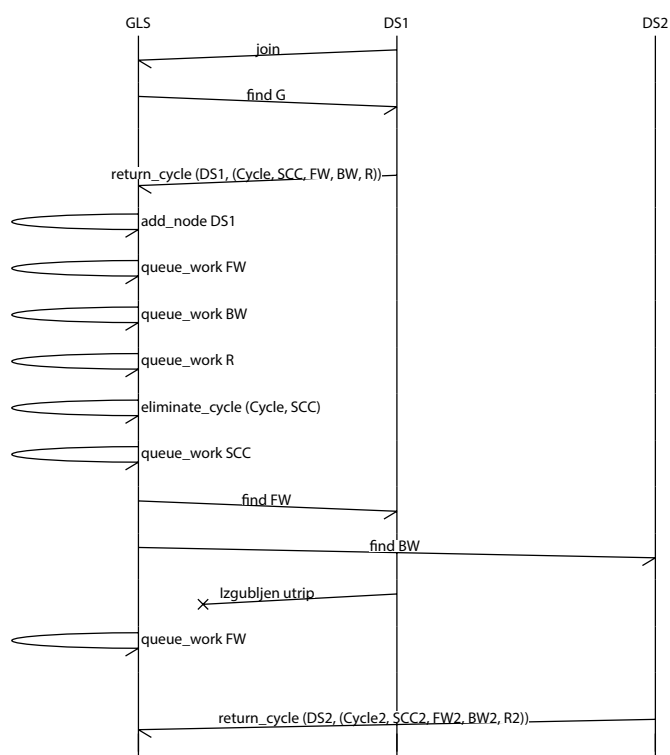 GLS DS1 DS2
join
find G
return_cycle (DS1, (Cycle, SCC, FW, BW, R))
add_node DS1
queue_work FW
queue_work BW
queue_work R
eliminate_cycle (Cycle, SCC)
queue_work SCC
find FW
find BW
Izgubljen utrip
queue_work FW
return_cycle (DS2, (Cycle2, SCC2, FW2, BW2, R2))